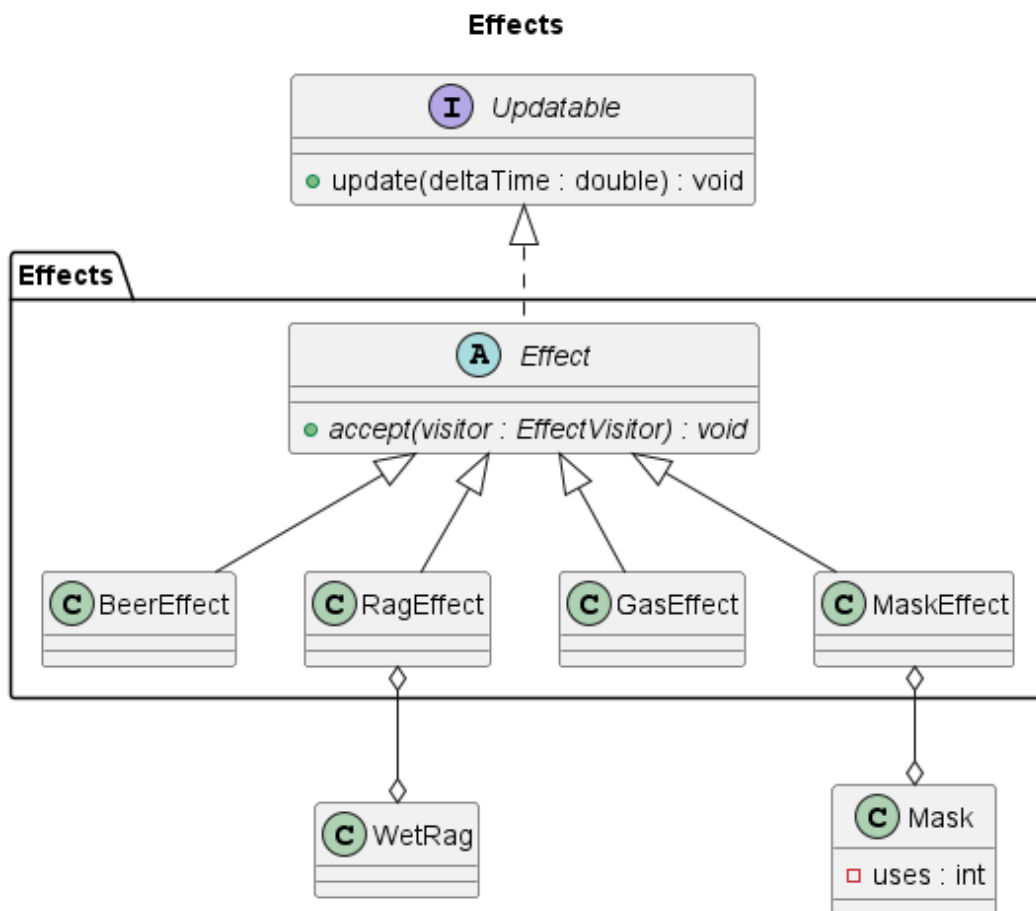 Effects
I Updatable
update(deltaTime : double) : void
Effects
A Effect
accept(visitor : EffectVisitor) : void
C BeerEffect
C RagEffect
C GasEffect
C MaskEffect
C WetRag
C Mask
uses : int